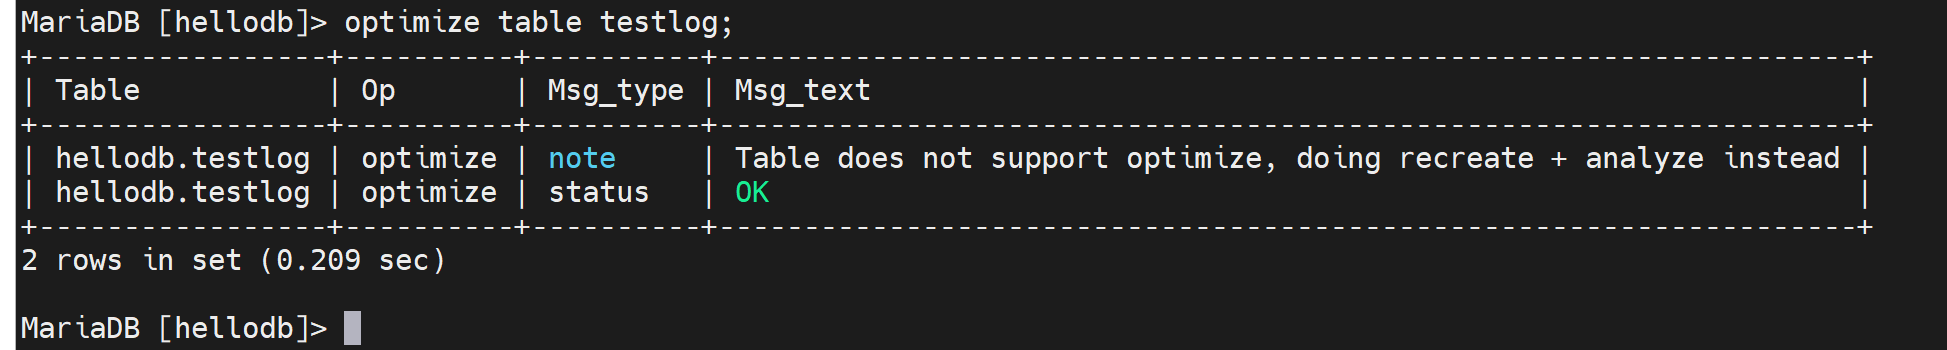 MariaDB [hellodb]> optimize table testlog;
+-----------------+----------+----------+-------------------------------------------------------------------+
| Table           | Op       | Msg_type | Msg_text                                                          |
+-----------------+----------+----------+-------------------------------------------------------------------+
| hellodb.testlog | optimize | note     | Table does not support optimize, doing recreate + analyze instead |
| hellodb.testlog | optimize | status   | OK                                                                |
+-----------------+----------+----------+-------------------------------------------------------------------+
2 rows in set (0.209 sec)
MariaDB [hellodb]>